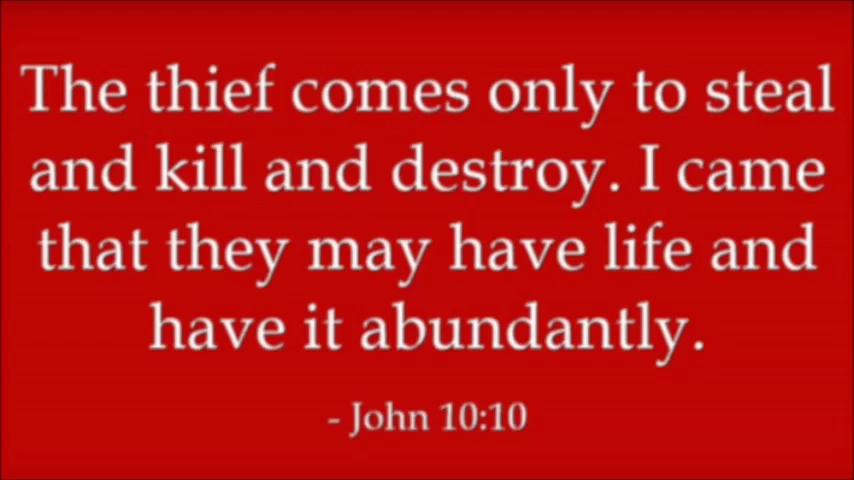 The thief comes only to steal
and kill and destroy. I came
that they may have life and
have it abundantly.
- John 10:10